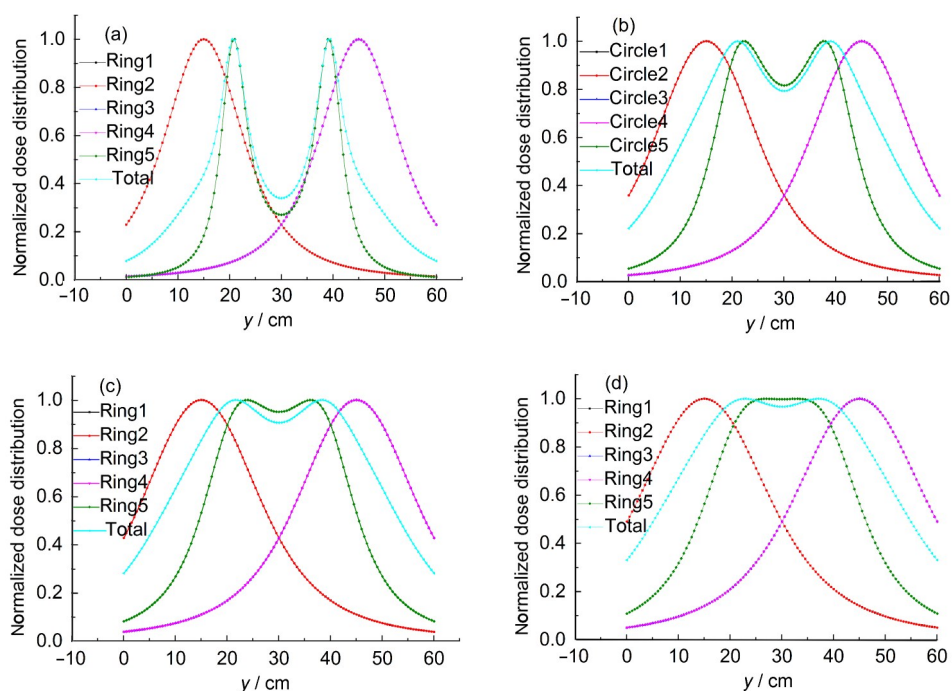 (a)
Ring1
Ring2
Ring3
Ring4
Ring5
Total
Normalized dose distribution
1.0
0.8
0.6
0.4
0.2
0.0
−10 0 10 20 30 40 50 60
y / cm
(b)
Circle1
Circle2
Circle3
Circle4
Circle5
Total
Normalized dose distribution
1.0
0.8
0.6
0.4
0.2
0.0
−10 0 10 20 30 40 50 60
y / cm
(c)
Ring1
Ring2
Ring3
Ring4
Ring5
Total
Normalized dose distribution
1.0
0.8
0.6
0.4
0.2
0.0
−10 0 10 20 30 40 50 60
y / cm
(d)
Ring1
Ring2
Ring3
Ring4
Ring5
Total
Normalized dose distribution
1.0
0.8
0.6
0.4
0.2
0.0
−10 0 10 20 30 40 50 60
y / cm